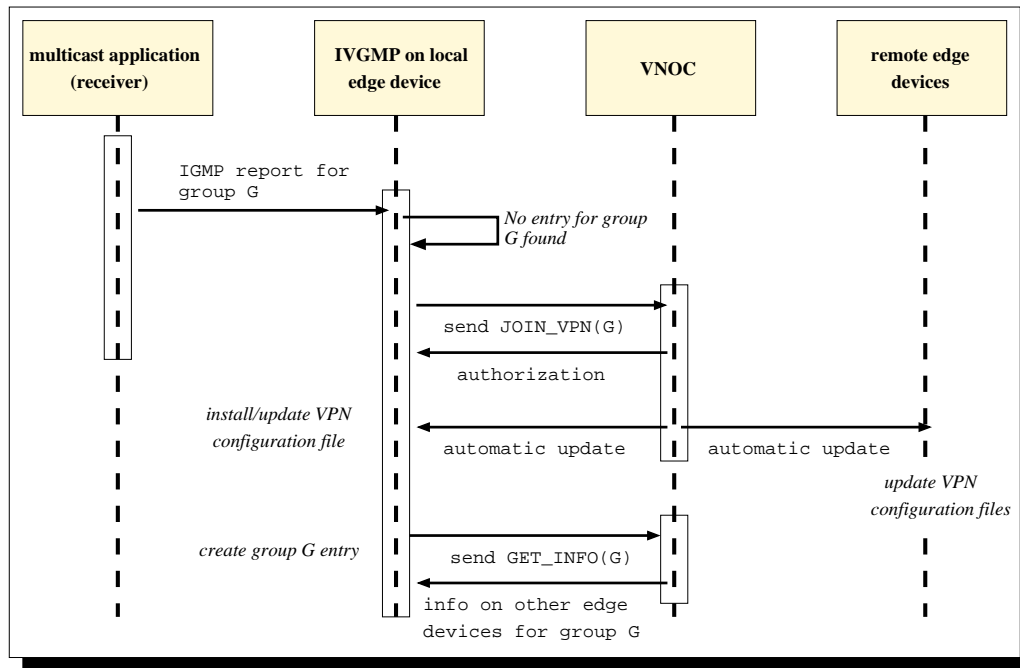 multicast application
(receiver)
IVGMP on local
edge device
VNOC
remote edge
devices
IGMP report for
group G
No entry for group
G found
send JOIN_VPN(G)
authorization
install/update VPN
configuration file
automatic update
automatic update
update VPN
configuration files
create group G entry
send GET_INFO(G)
info on other edge
devices for group G